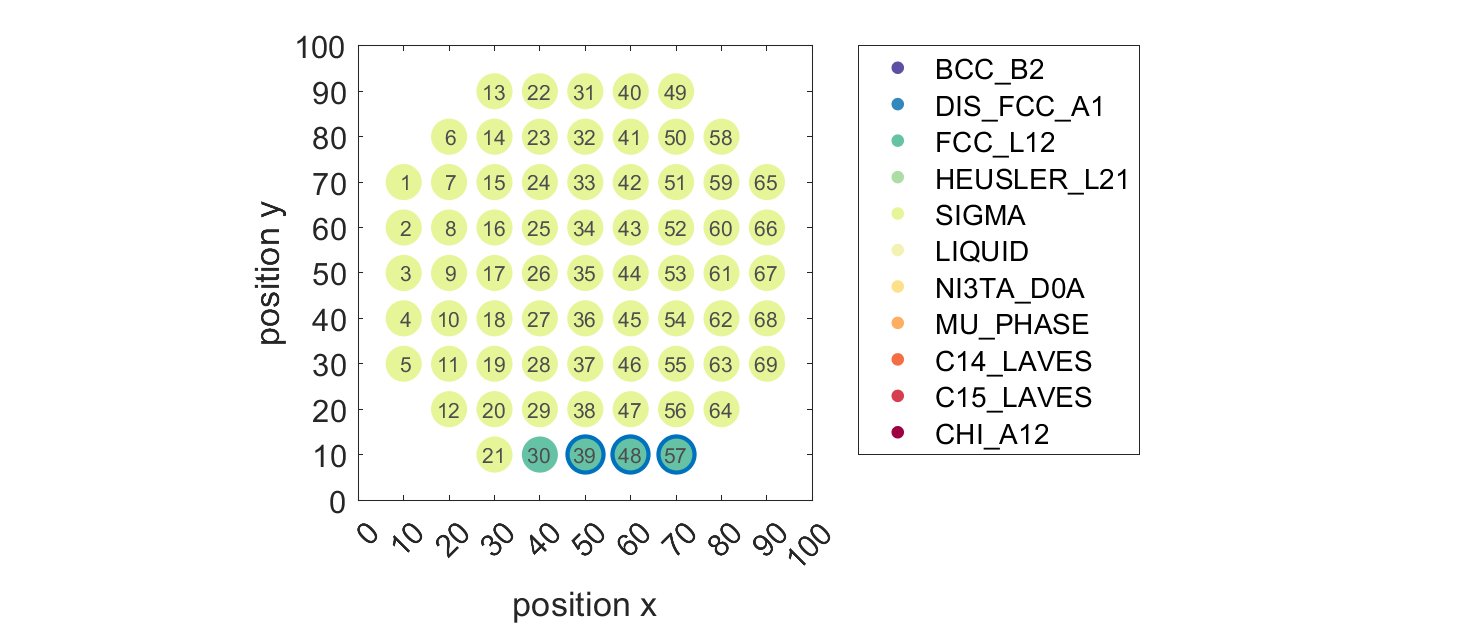 100
90
80
70
60
50
40
30
20
10
0
position y
13 22 31 40 49
6 14 23 32 41 50 58
1 7 15 24 33 42 51 59 65
2 8 16 25 34 43 52 60 66
3 9 17 26 35 44 53 61 67
4 10 18 27 36 45 54 62 68
5 11 19 28 37 46 55 63 69
12 20 29 38 47 56 64
21 30 39 48 57
0 10 20 30 40 50 60 70 80 90 100
position x
BCC_B2
DIS_FCC_A1
FCC_L12
HEUSLER_L21
SIGMA
LIQUID
NI3TA_D0A
MU_PHASE
C14_LAVES
C15_LAVES
CHI_A12